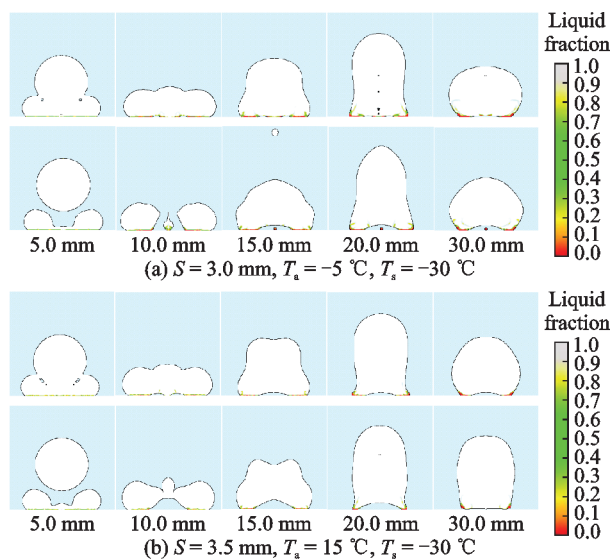 Liquid
fraction
1.0
0.9
0.8
0.7
0.6
0.5
0.4
0.3
0.2
0.1
0.0
5.0 mm 10.0 mm 15.0 mm 20.0 mm 30.0 mm
(a) S = 3.0 mm, Ta = −5 ℃, Ts = −30 ℃
Liquid
fraction
1.0
0.9
0.8
0.7
0.6
0.5
0.4
0.3
0.2
0.1
0.0
5.0 mm 10.0 mm 15.0 mm 20.0 mm 30.0 mm
(b) S = 3.5 mm, Ta = 15 ℃, Ts = −30 ℃